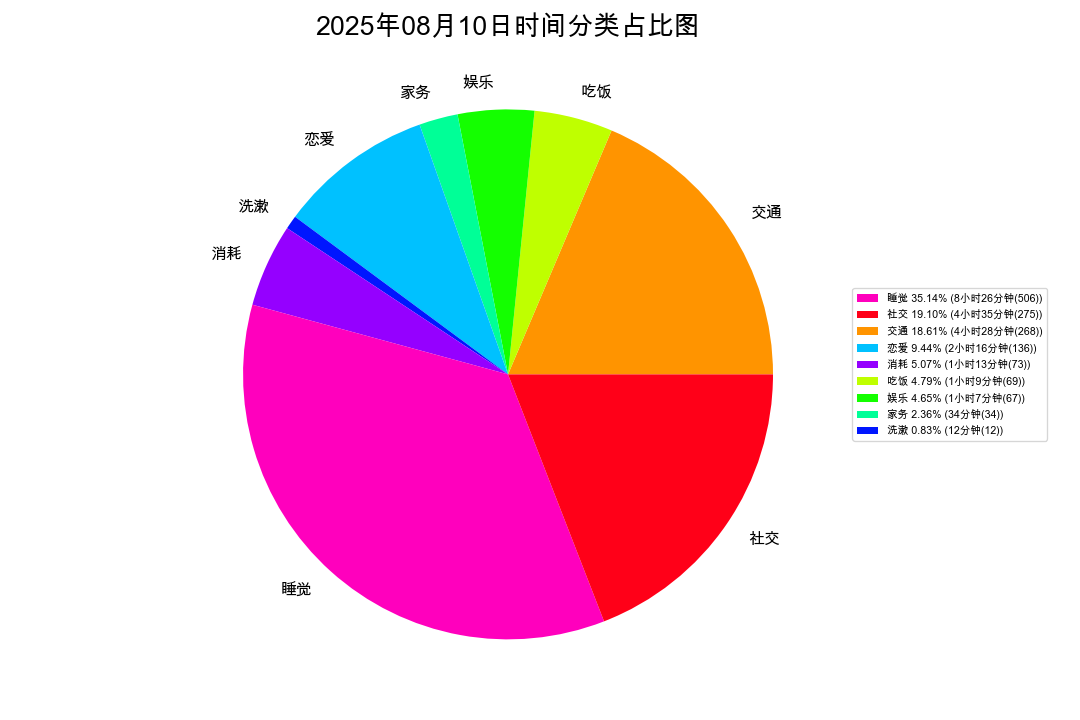 2025年08月10日时间分类占比图
娱乐
家务
吃饭
恋爱
洗漱
交通
消耗
睡觉
社交
睡觉 35.14% (8小时26分钟(506))
社交 19.10% (4小时35分钟(275))
交通 18.61% (4小时28分钟(268))
恋爱 9.44% (2小时16分钟(136))
消耗 5.07% (1小时13分钟(73))
吃饭 4.79% (1小时9分钟(69))
娱乐 4.65% (1小时7分钟(67))
家务 2.36% (34分钟(34))
洗漱 0.83% (12分钟(12))